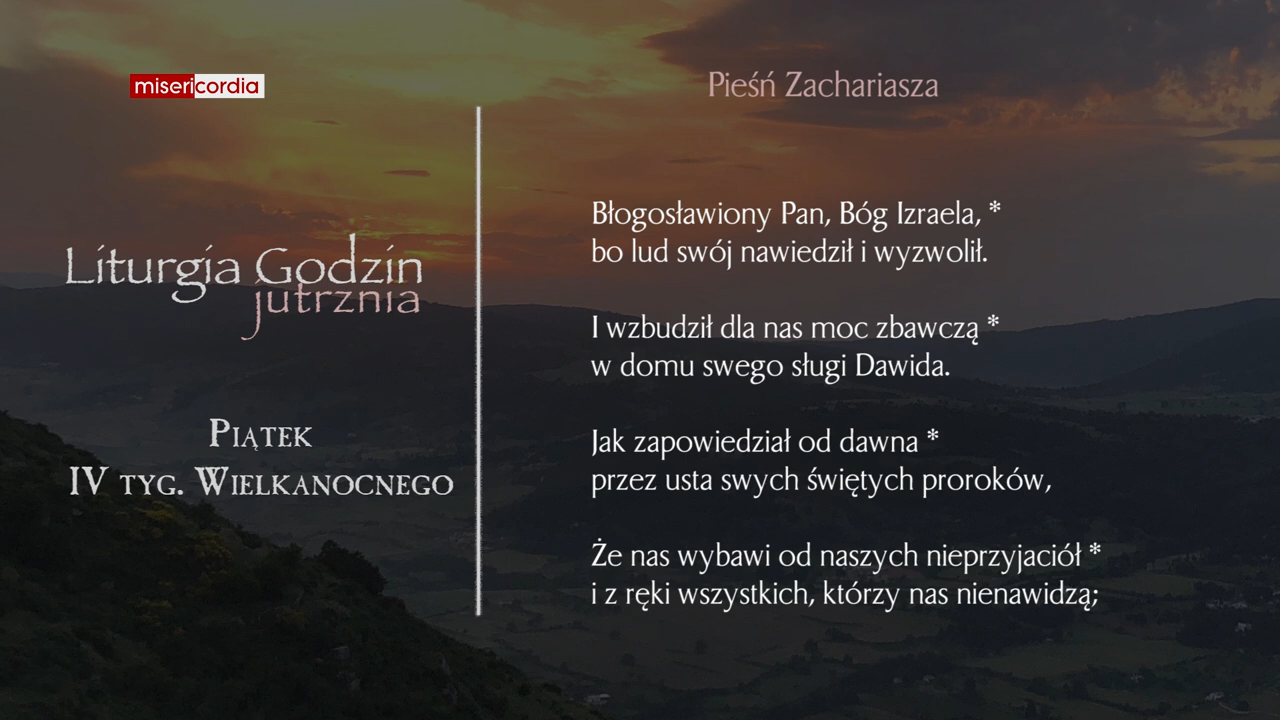 misericordia
Liturgia Godzin
jutrznia
Piątek
IV tyg. Wielkanocnego
Pieśń Zachariasza
Błogosławiony Pan, Bóg Izraela, *
bo lud swój nawiedził i wyzwolił.
I wzbudził dla nas moc zbawczą *
w domu swego sługi Dawida.
Jak zapowiedział od dawna *
przez usta swych świętych proroków,
Że nas wybawi od naszych nieprzyjaciół *
i z ręki wszystkich, którzy nas nienawidzą;